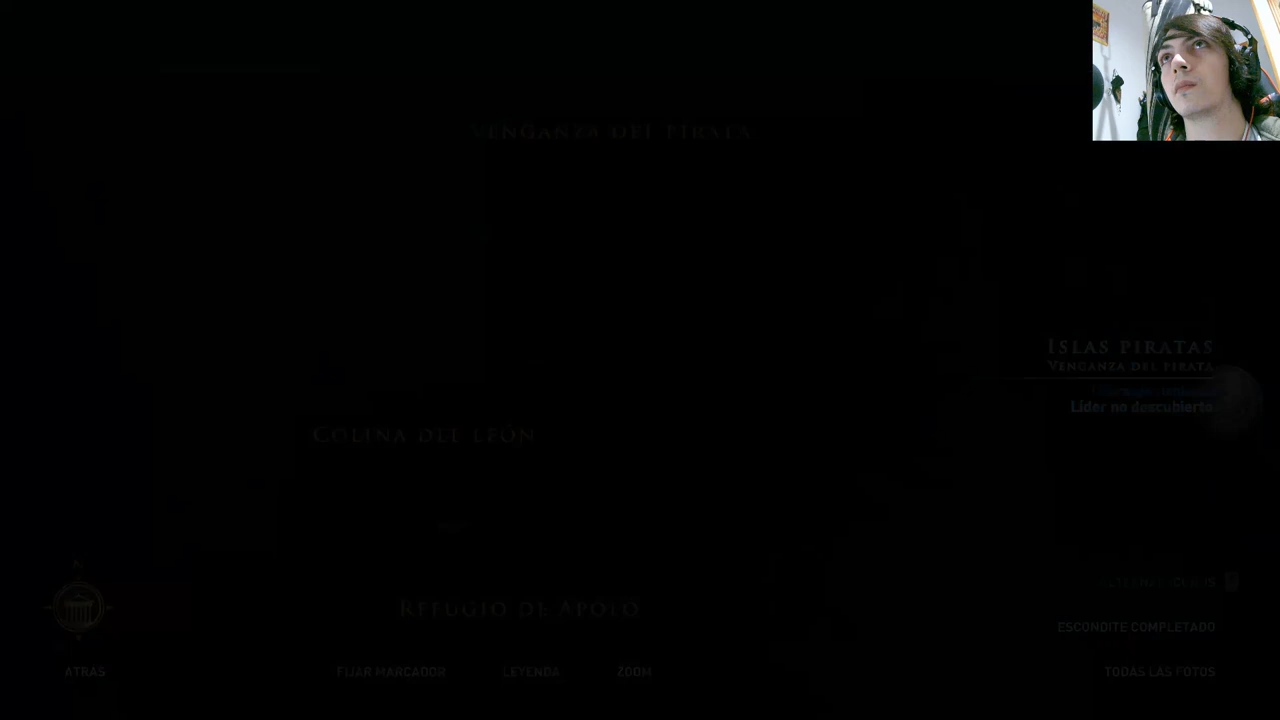 VENGANZA DEL PIRATA
ISLAS PIRATAS
VENGANZA DEL PIRATA
Líder no descubierto
COLINA DEL LEÓN
REFUGIO DE APOLO
ESCONDITE COMPLETADO
ATRÁS
FIJAR MARCADOR
LEYENDA
ZOOM
TODAS LAS FOTOS